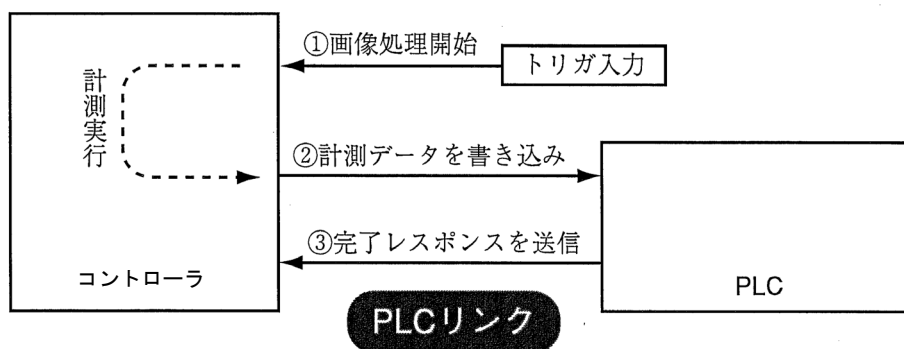 ①画像処理開始
トリガ入力
計測実行
②計測データを書き込み
③完了レスポンスを送信
コントローラ
PLC
PLCリンク